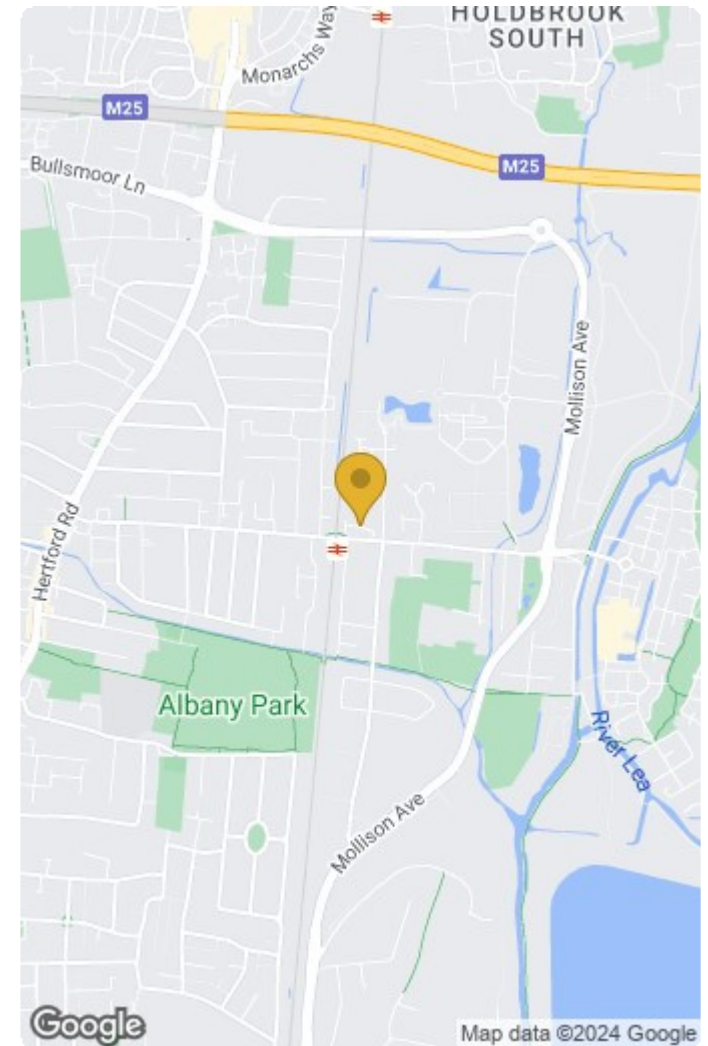 HOLDBROOK
SOUTH
Monarchs Way
M25
M25
Bullsmoor Ln
Mollison Ave
Hertford Rd
Albany Park
River Lea
Mollison Ave
Google
Map data ©2024 Google